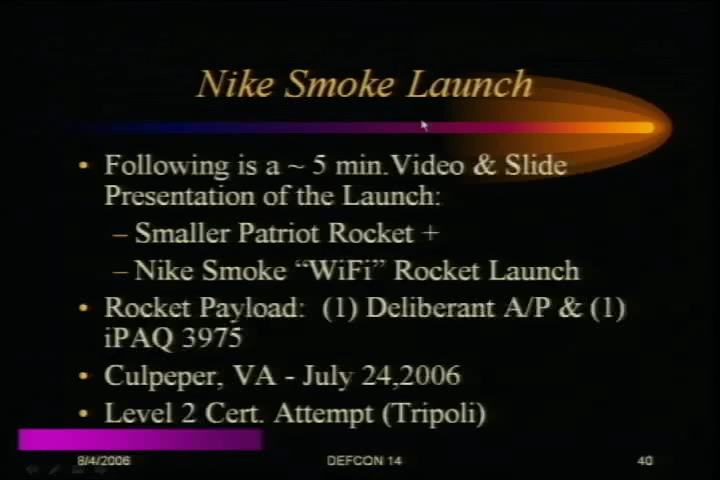 Nike Smoke Launch
• Following is a ~ 5 min.Video & Slide
Presentation of the Launch:
– Smaller Patriot Rocket +
– Nike Smoke “WiFi” Rocket Launch
• Rocket Payload: (1) Deliberant A/P & (1)
iPAQ 3975
• Culpeper, VA - July 24,2006
• Level 2 Cert. Attempt (Tripoli)
8/4/2006 DEFCON 14 40